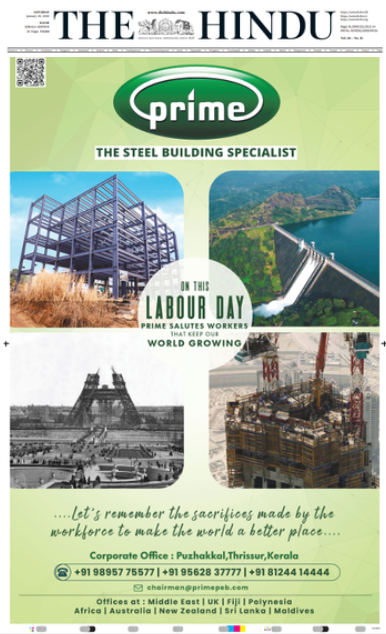 www.thehindu.com
THE HINDU
prime
THE STEEL BUILDING SPECIALIST
ON THIS
LABOUR DAY
PRIME SALUTES WORKERS
THAT KEEP OUR
WORLD GROWING
....Let's remember the sacrifices made by the
workforce to make the world a better place....
Corporate Office : Puzhakkal,Thrissur,Kerala
+91 98957 75577 | +91 95628 37777 | +91 81244 14444
chairman@primepeb.com
Offices at : Middle East | UK | Fiji | Polynesia
Africa | Australia | New Zealand | Sri Lanka | Maldives